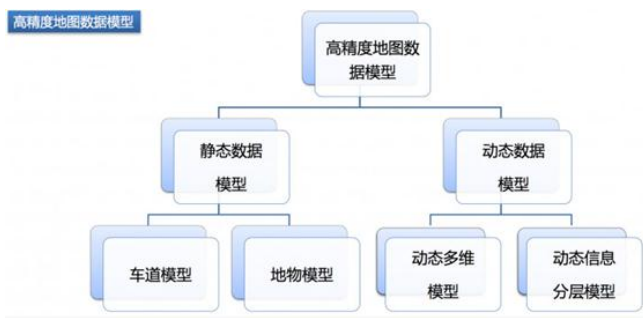 高精度地图数据模型
高精度地图数
据模型
静态数据
模型
动态数据
模型
车道模型
地物模型
动态多维
模型
动态信息
分层模型